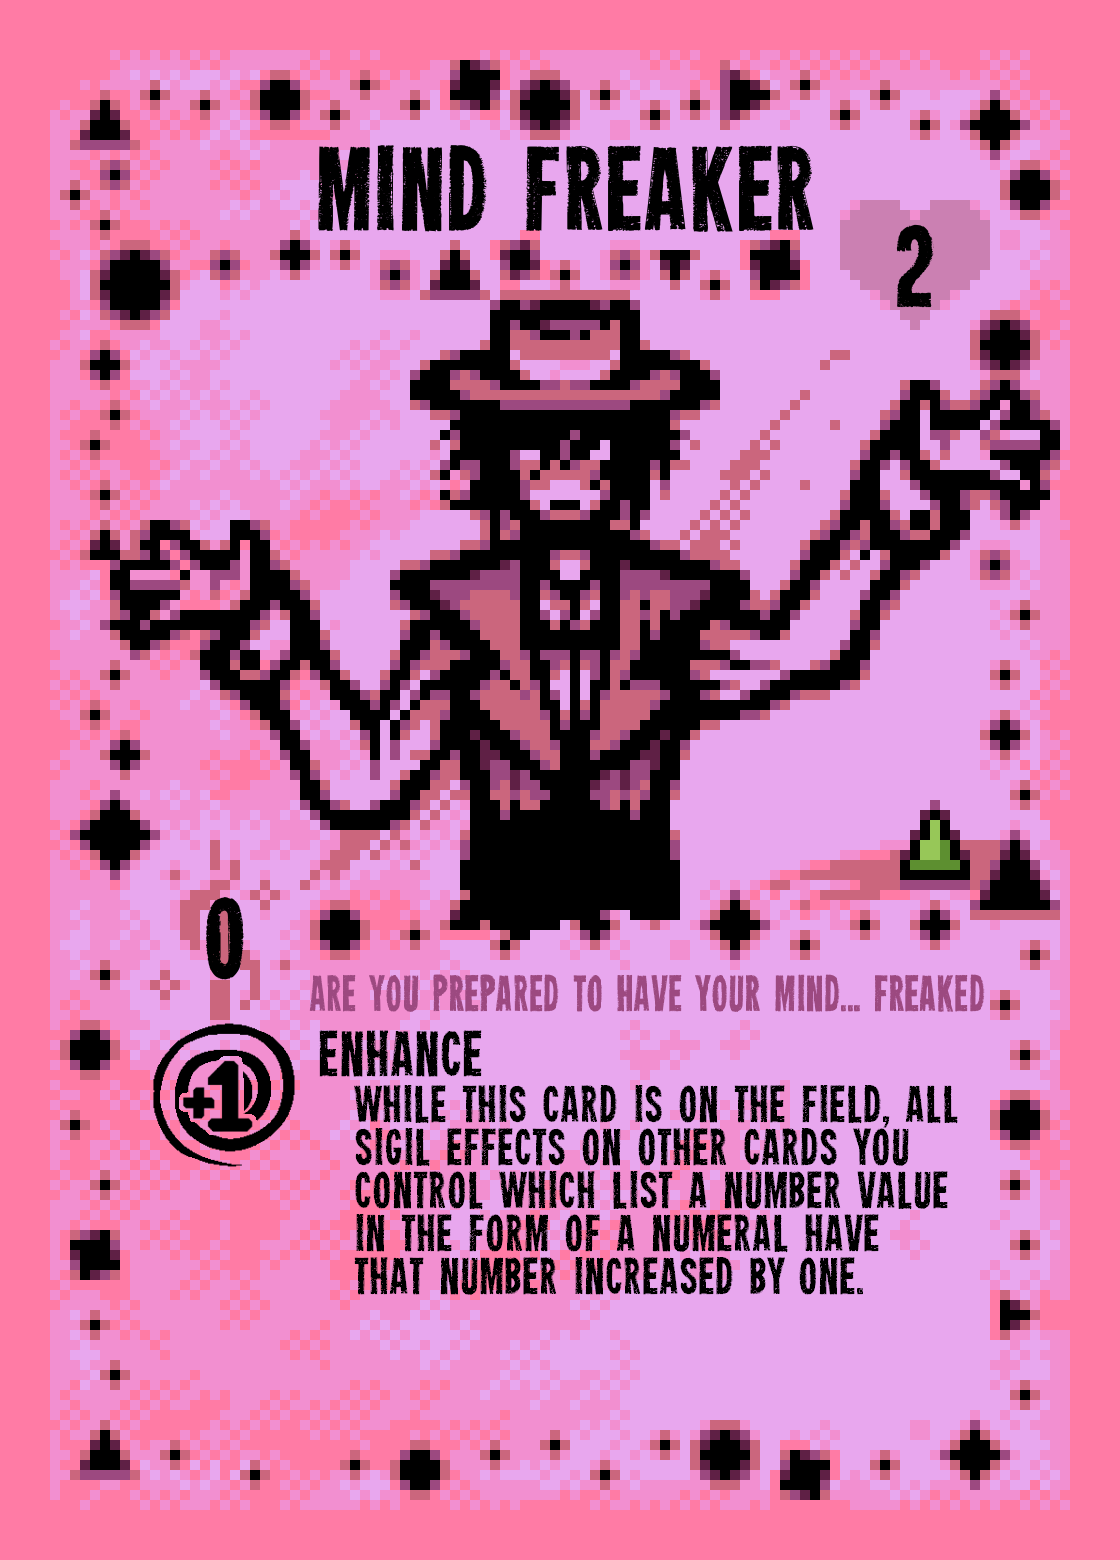 MIND FREAKER
2
0
ARE YOU PREPARED TO HAVE YOUR MIND... FREAKED
+1
ENHANCE
WHILE THIS CARD IS ON THE FIELD, ALL
SIGIL EFFECTS ON OTHER CARDS YOU
CONTROL WHICH LIST A NUMBER VALUE
IN THE FORM OF A NUMERAL HAVE
THAT NUMBER INCREASED BY ONE.